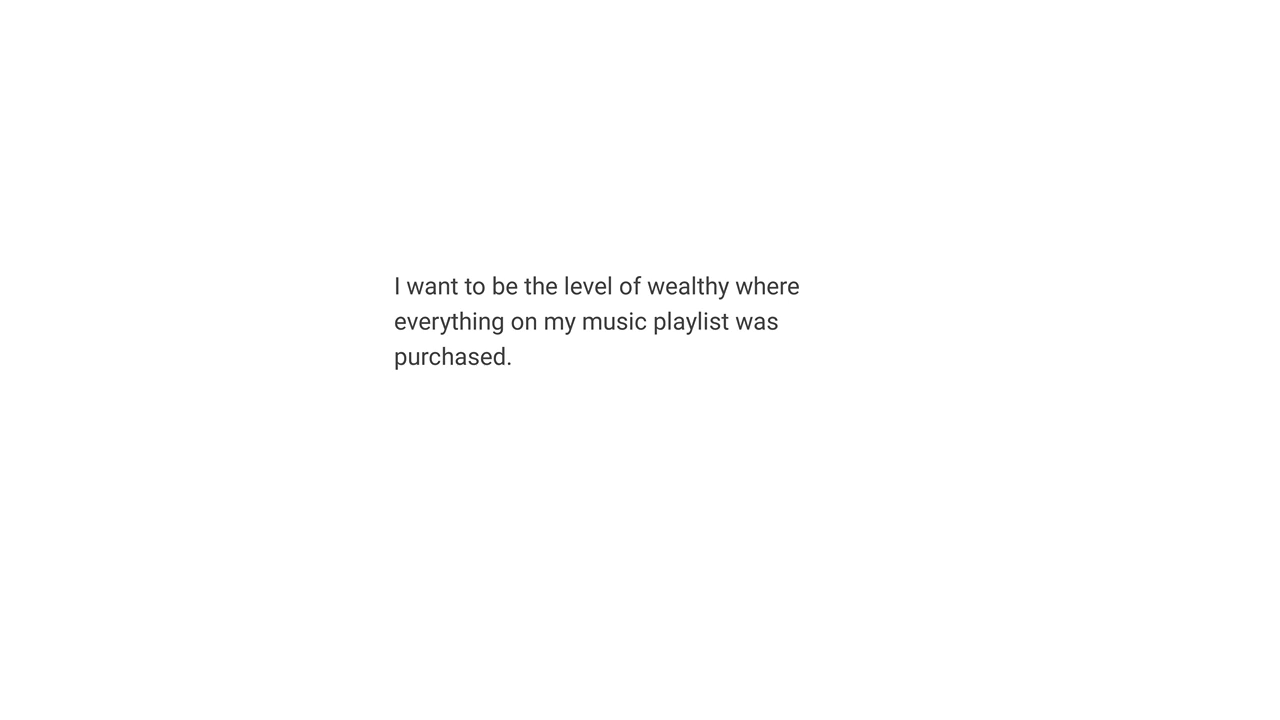 I want to be the level of wealthy where
everything on my music playlist was
purchased.